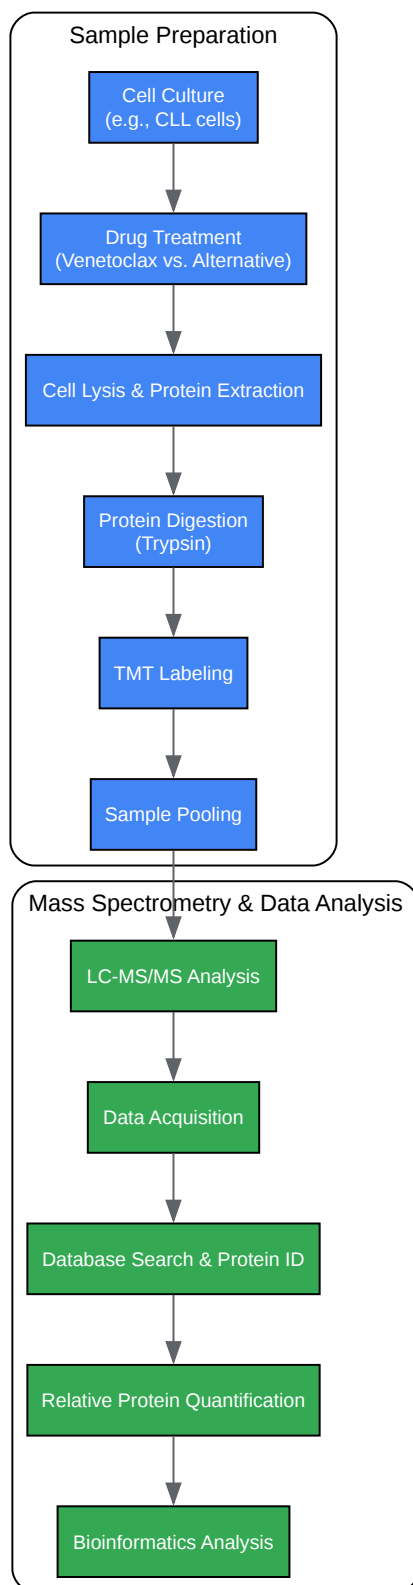 Sample Preparation
Cell Culture
(e.g., CLL cells)
Drug Treatment
(Venetoclax vs. Alternative)
Cell Lysis & Protein Extraction
Protein Digestion
(Trypsin)
TMT Labeling
Sample Pooling
Mass Spectrometry & Data Analysis
LC-MS/MS Analysis
Data Acquisition
Database Search & Protein ID
Relative Protein Quantification
Bioinformatics Analysis